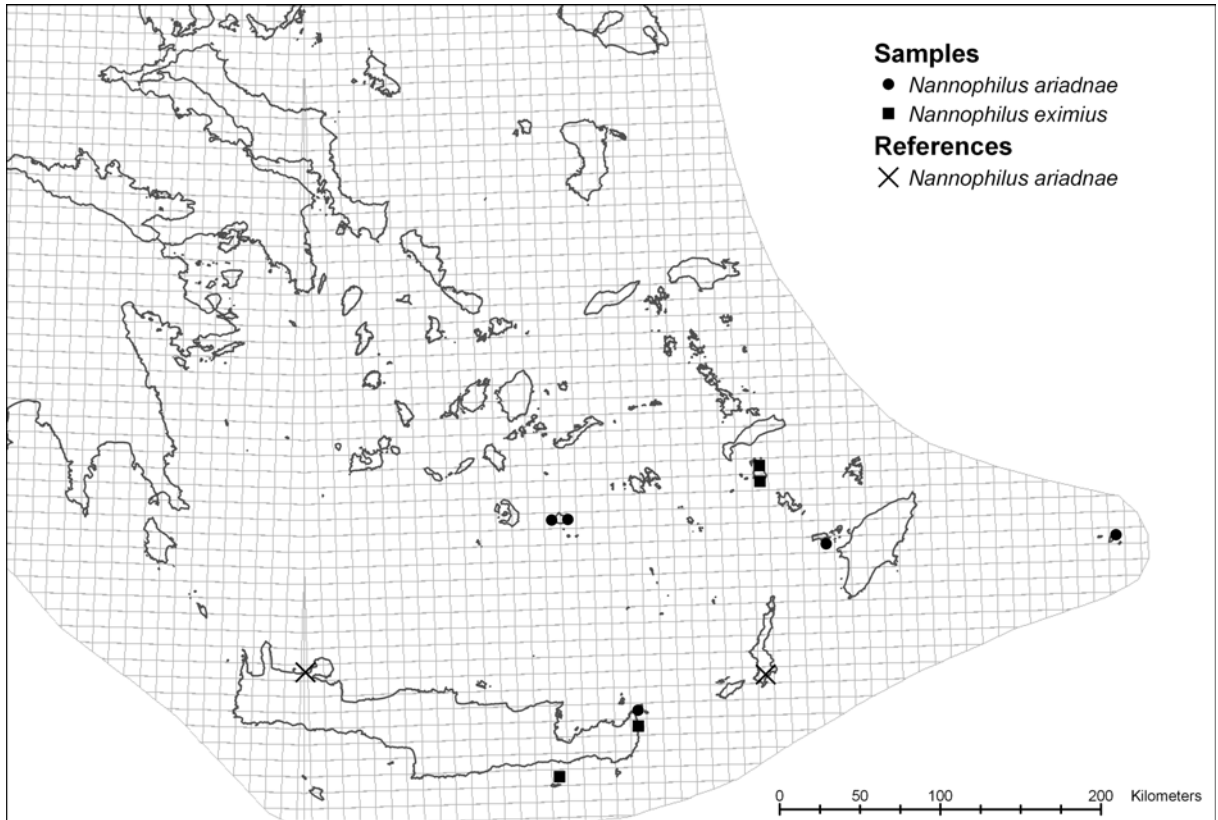 Samples
Nannophilus ariadnae
Nannophilus eximius
References
Nannophilus ariadnae
0 50 100 200 Kilometers